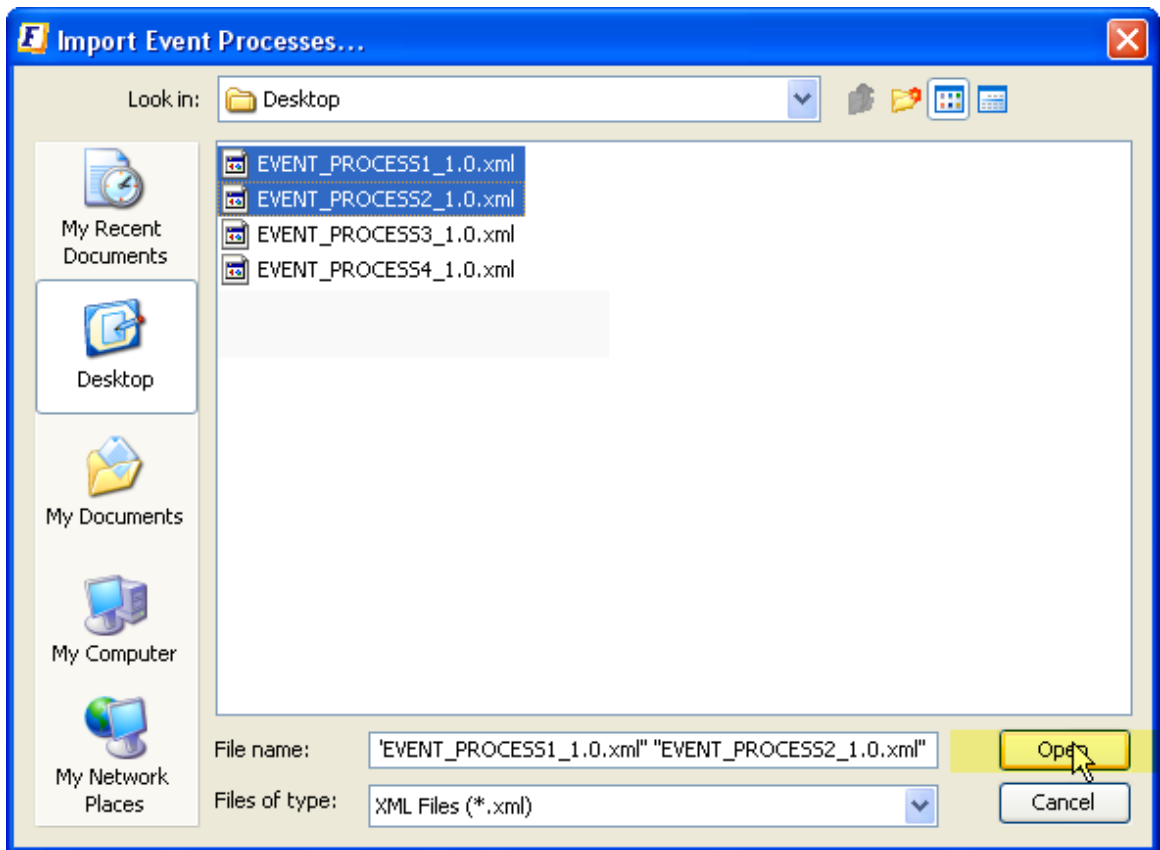 Import Event Processes...
Look in: Desktop
EVENT_PROCESS1_1.0.xml
EVENT_PROCESS2_1.0.xml
EVENT_PROCESS3_1.0.xml
EVENT_PROCESS4_1.0.xml
My Recent
Documents
Desktop
My Documents
My Computer
My Network
Places
File name: "EVENT_PROCESS1_1.0.xml" "EVENT_PROCESS2_1.0.xml"
Open
Files of type: XML Files (*.xml)
Cancel